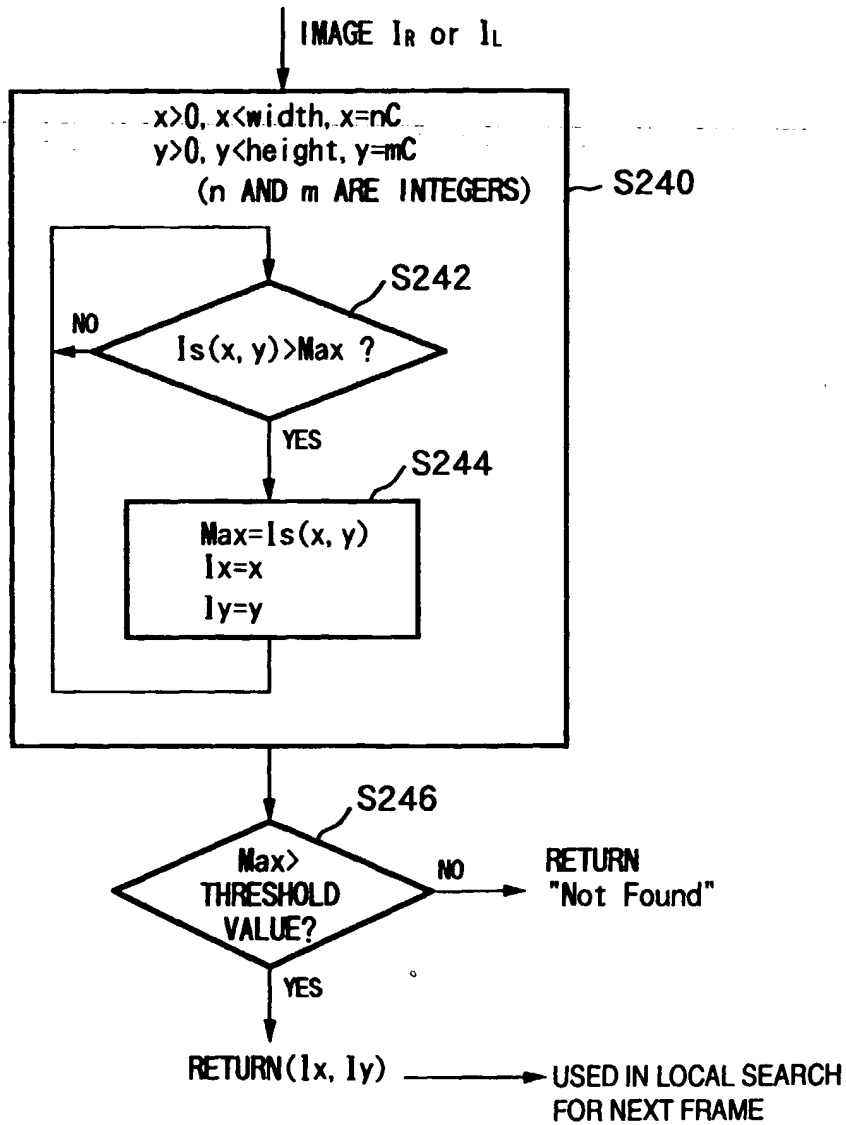 IMAGE IR or IL
x>0, x<width, x=nC
y>0, y<height, y=mC
(n AND m ARE INTEGERS)
S240
S242
NO
Is(x, y)>Max ?
YES
S244
Max=Is(x, y)
Ix=x
Iy=y
S246
Max>
THRESHOLD
VALUE?
NO
RETURN
"Not Found"
YES
RETURN(Ix, Iy)
USED IN LOCAL SEARCH
FOR NEXT FRAME